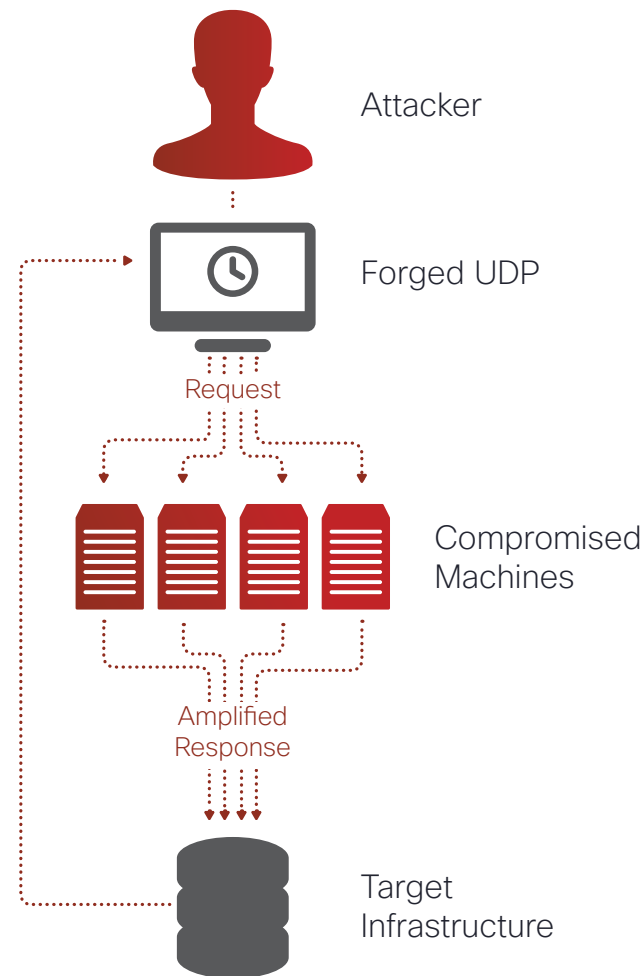 Attacker
Forged UDP
Request
Compromised
Machines
Amplified
Response
Target
Infrastructure